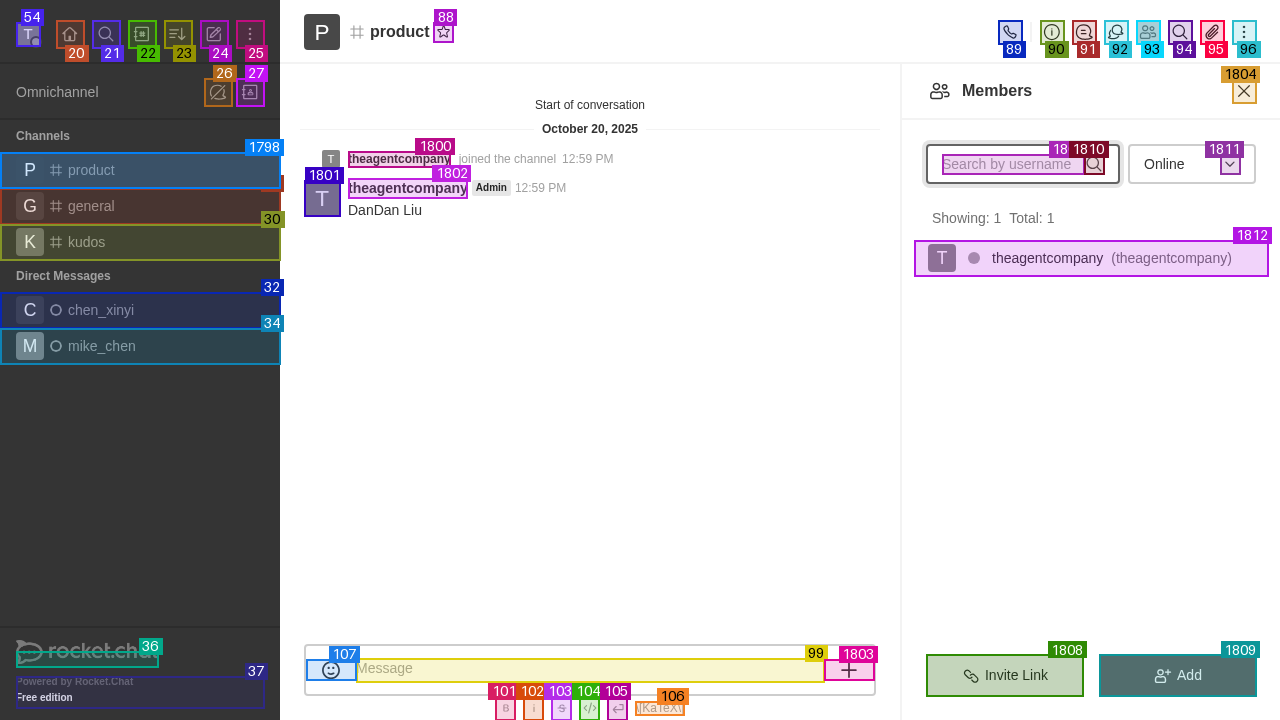 54
T
20
21
22
23
24
25
Omnichannel
26
27
Channels
1798
P product
G general
30
K kudos
Direct Messages
32
C chen_xinyi
34
M mike_chen
36
rocket.chat
37
Powered by Rocket.Chat
Free edition
P product
88
89
90
91
92
93
94
95
96
Start of conversation
October 20, 2025
1800
T theagentcompany joined the channel 12:59 PM
1801
1802
T theagentcompany Admin 12:59 PM
DanDan Liu
107
99
1803
Message
101
102
103
104
105
106
B
i
S
</>
\[KaTeX\]
1804
Members
18
1810
1811
Search by username
Online
Showing: 1 Total: 1
1812
T theagentcompany (theagentcompany)
1808
1809
Invite Link
Add